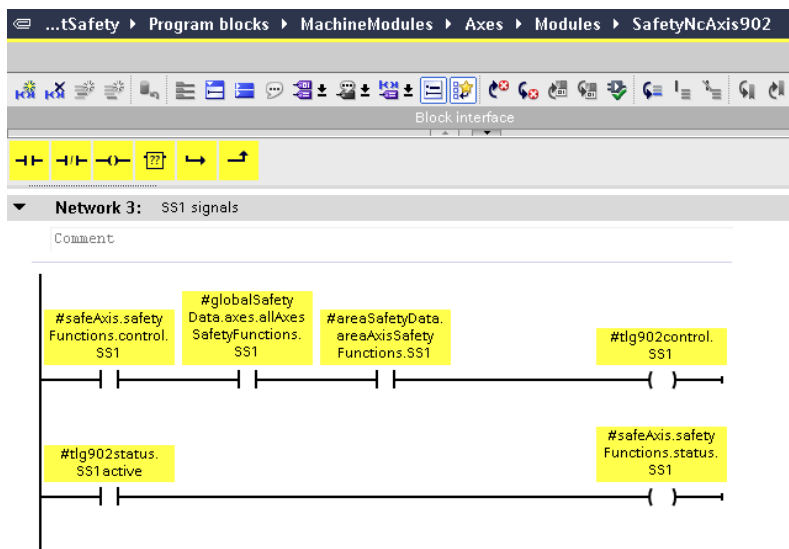 ...tSafety ▸ Program blocks ▸ MachineModules ▸ Axes ▸ Modules ▸ SafetyNcAxis902
Block interface
??
Network 3: SS1 signals
Comment
#safeAxis.safety
Functions.control.
SS1
#globalSafety
Data.axes.allAxes
SafetyFunctions.
SS1
#areaSafetyData.
areaAxisSafety
Functions.SS1
#tlg902control.
SS1
#tlg902status.
SS1active
#safeAxis.safety
Functions.status.
SS1